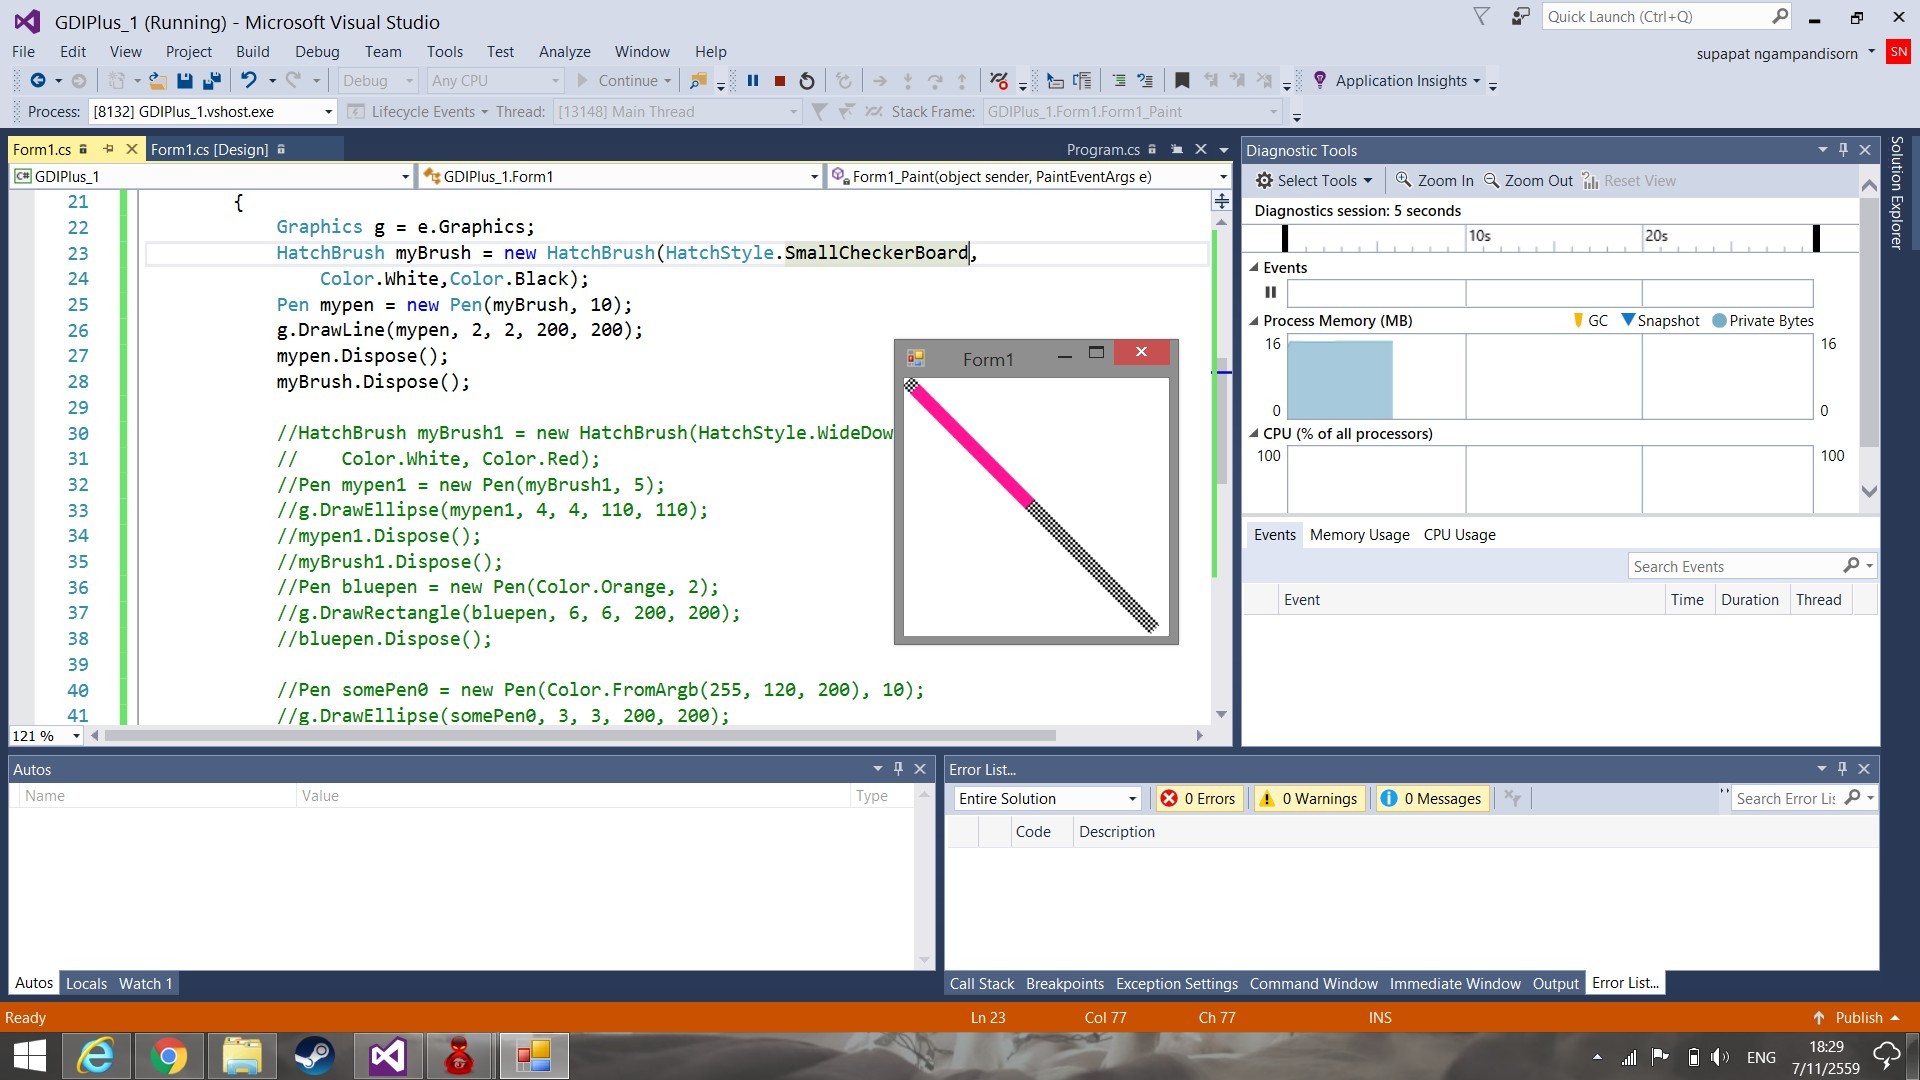 GDIPlus_1 (Running) - Microsoft Visual Studio
Quick Launch (Ctrl+Q)
File Edit View Project Build Debug Team Tools Test Analyze Window Help
supapat ngampandisorn SN
Debug Any CPU Continue Application Insights
Process: [8132] GDIPlus_1.vshost.exe Lifecycle Events Thread: [13148] Main Thread Stack Frame: GDIPlus_1.Form1.Form1_Paint
Form1.cs Form1.cs [Design] Program.cs
GDIPlus_1 GDIPlus_1.Form1 Form1_Paint(object sender, PaintEventArgs e)
21 {
22 Graphics g = e.Graphics;
23 HatchBrush myBrush = new HatchBrush(HatchStyle.SmallCheckerBoard,
24 Color.White,Color.Black);
25 Pen mypen = new Pen(myBrush, 10);
26 g.DrawLine(mypen, 2, 2, 200, 200);
27 mypen.Dispose();
28 myBrush.Dispose();
29
30 //HatchBrush myBrush1 = new HatchBrush(HatchStyle.WideDow
31 // Color.White, Color.Red);
32 //Pen mypen1 = new Pen(myBrush1, 5);
33 //g.DrawEllipse(mypen1, 4, 4, 110, 110);
34 //mypen1.Dispose();
35 //myBrush1.Dispose();
36 //Pen bluepen = new Pen(Color.Orange, 2);
37 //g.DrawRectangle(bluepen, 6, 6, 200, 200);
38 //bluepen.Dispose();
39
40 //Pen somePen0 = new Pen(Color.FromArgb(255, 120, 200), 10);
41 //g.DrawEllipse(somePen0, 3, 3, 200, 200);
121 %
Form1
Diagnostic Tools
Select Tools Zoom In Zoom Out Reset View
Diagnostics session: 5 seconds
10s 20s
Events
Process Memory (MB) GC Snapshot Private Bytes
16 16
0 0
CPU (% of all processors)
100 100
Events Memory Usage CPU Usage
Search Events
Event Time Duration Thread
Solution Explorer
Autos
Name Value Type
Autos Locals Watch 1
Error List...
Entire Solution 0 Errors 0 Warnings 0 Messages Search Error Lis
Code Description
Call Stack Breakpoints Exception Settings Command Window Immediate Window Output Error List...
Ready Ln 23 Col 77 Ch 77 INS Publish
ENG 18:29
7/11/2559